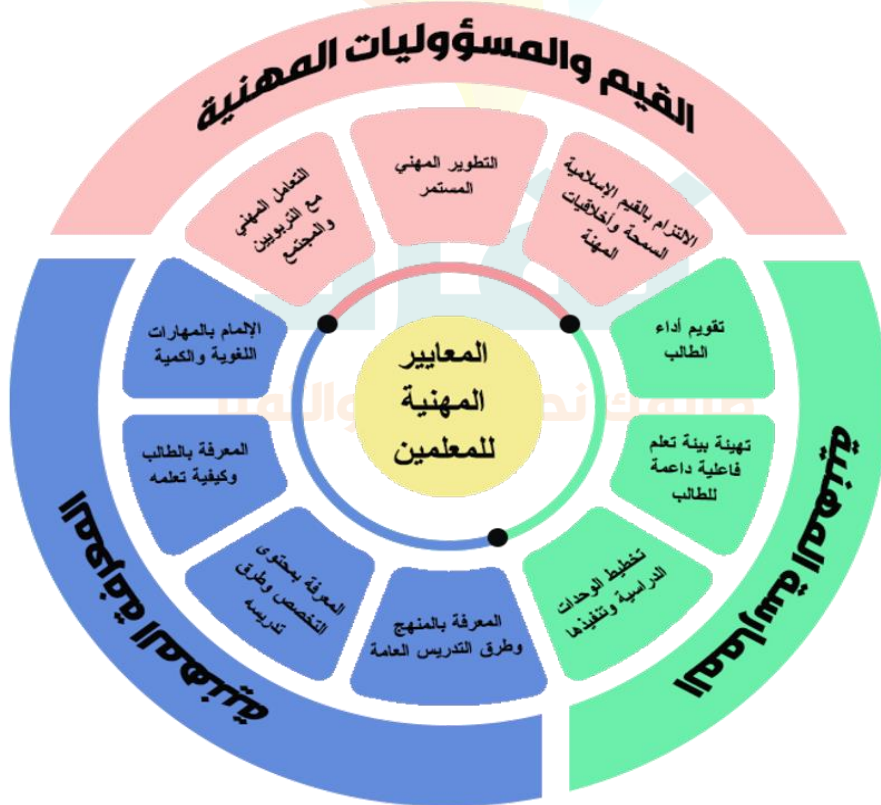 القيم والمسؤوليات المهنية
الالتزام بالقيم الإسلامية
السمحة وأخلاقيات
المهنة
التطوير المهني
المستمر
التعامل المهني
مع التربويين
والمجتمع
المعايير
المهنية
للمعلمين
الممارسة المهنية
تقويم أداء
الطالب
تهيئة بيئة تعلم
فاعلية داعمة
للطالب
تخطيط الوحدات
الدراسية وتنفيذها
المعرفة المهنية
الإلمام بالمهارات
اللغوية والكمية
المعرفة بالطالب
وكيفية تعلمه
المعرفة بمحتوى
التخصص وطرق
تدريسه
المعرفة بالمنهج
وطرق التدريس العامة